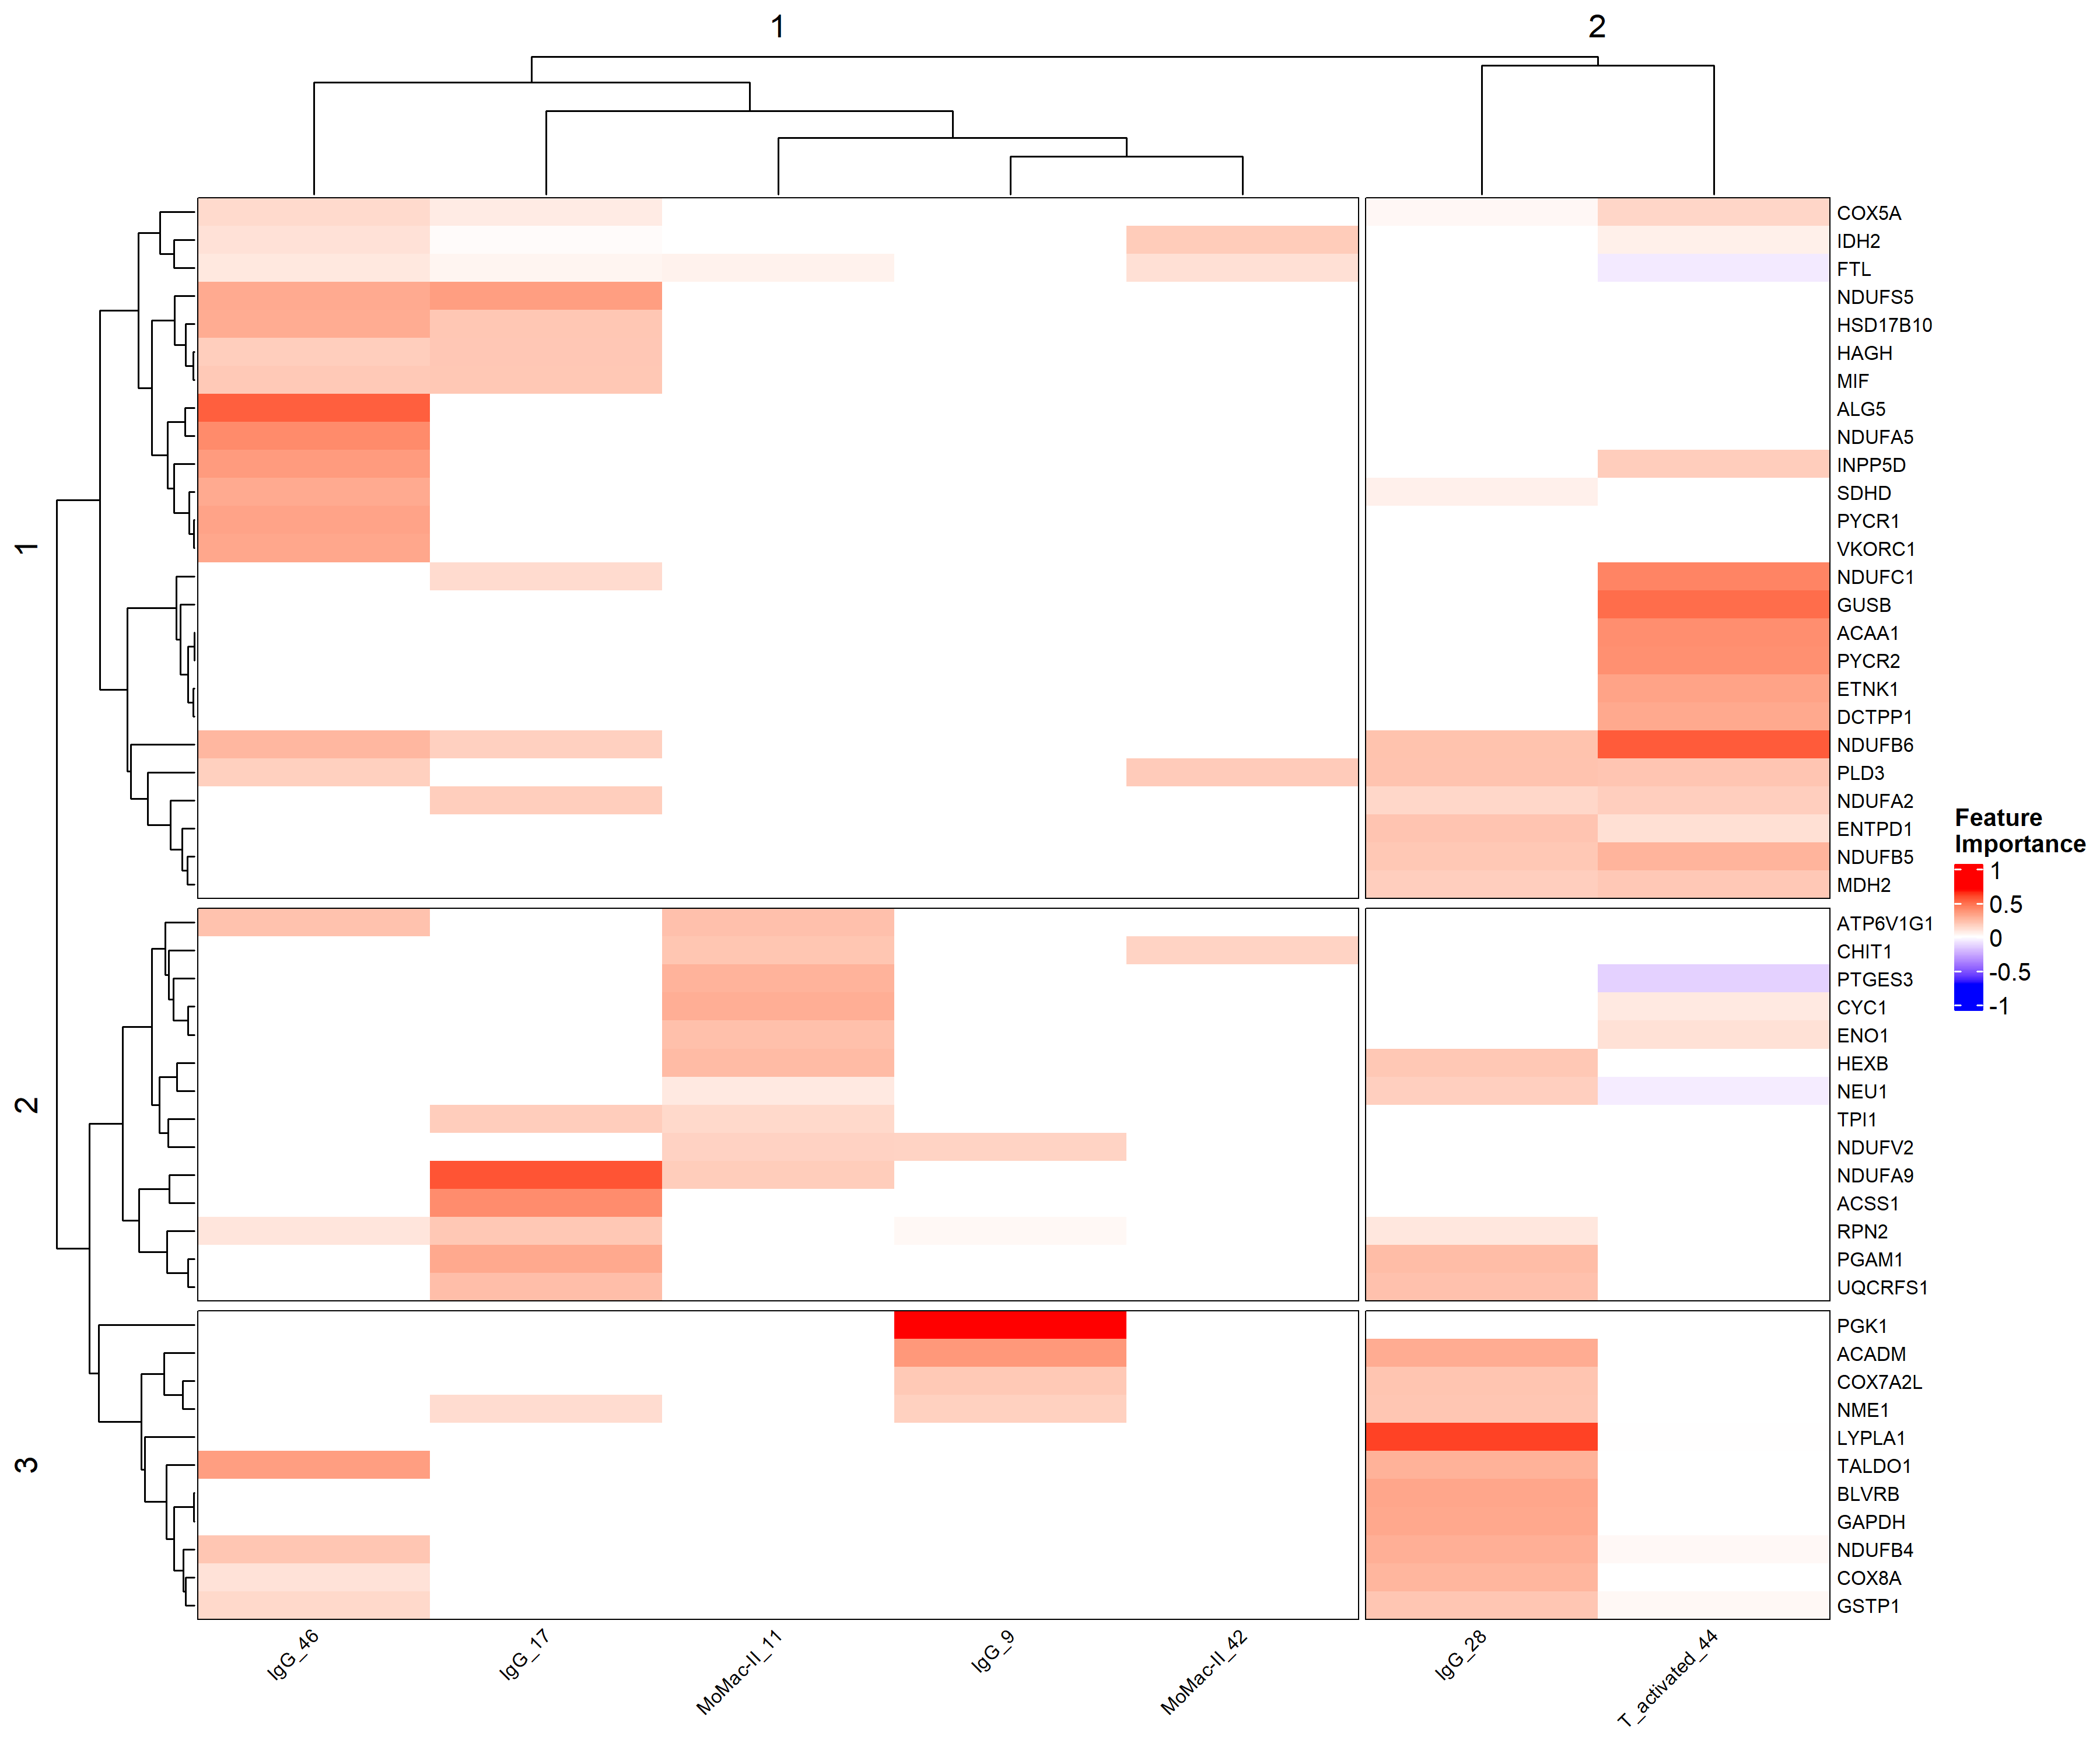 1
2
COX5A
IDH2
FTL
NDUFS5
HSD17B10
HAGH
MIF
ALG5
NDUFA5
INPP5D
SDHD
PYCR1
VKORC1
NDUFC1
GUSB
ACAA1
PYCR2
ETNK1
DCTPP1
NDUFB6
PLD3
NDUFA2
ENTPD1
NDUFB5
MDH2
1
ATP6V1G1
CHIT1
PTGES3
CYC1
ENO1
HEXB
NEU1
TPI1
NDUFV2
NDUFA9
ACSS1
RPN2
PGAM1
UQCRFS1
2
PGK1
ACADM
COX7A2L
NME1
LYPLA1
TALDO1
BLVRB
GAPDH
NDUFB4
COX8A
GSTP1
3
IgG_46
IgG_17
MoMac-II_11
IgG_9
MoMac-II_42
IgG_28
T_activated_44
Feature
Importance
1
0.5
0
-0.5
-1